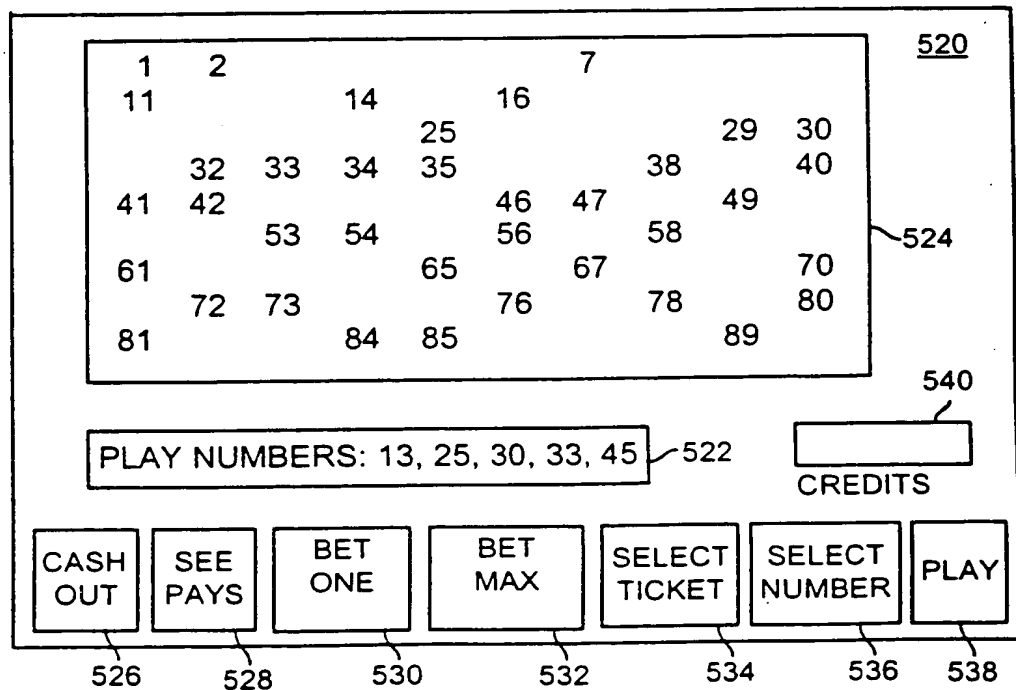 520
1 2 7
11 14 16
25 29 30
32 33 34 35 38 40
41 42 46 47 49
53 54 56 58
524
61 65 67 70
72 73 76 78 80
81 84 85 89
540
PLAY NUMBERS: 13, 25, 30, 33, 45
522
CREDITS
CASH
OUT
SEE
PAYS
BET
ONE
BET
MAX
SELECT
TICKET
SELECT
NUMBER
PLAY
526 528 530 532 534 536 538